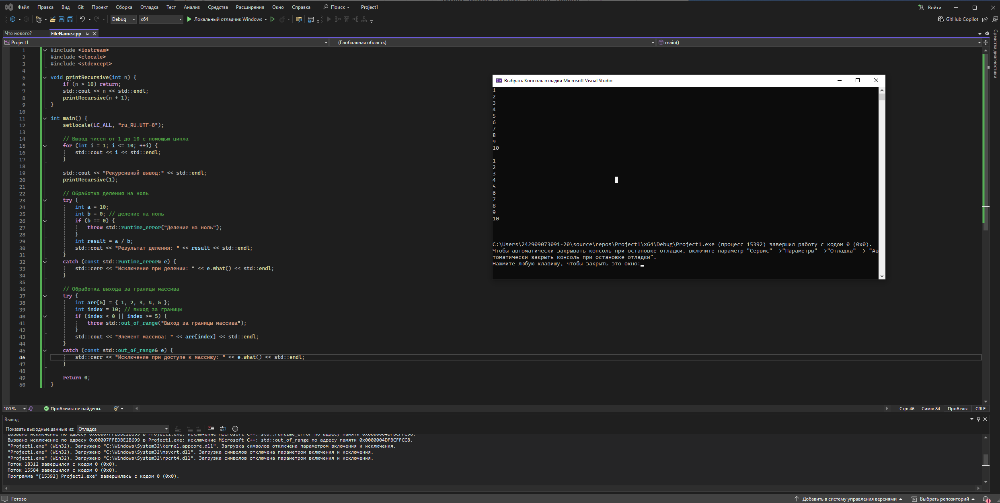 Файл Правка Вид Git Проект Сборка Отладка Тест Анализ Средства Расширения Окно Справка Поиск Project1 Войти
Debug x64 Локальный отладчик Windows GitHub Copilot
Что нового? FileName.cpp
Project1 (Глобальная область) main()
Средства диагностики
1 #include <iostream>
2 #include <clocale>
3 #include <stdexcept>
4
5 void printRecursive(int n) {
6 if (n > 10) return;
7 std::cout << n << std::endl;
8 printRecursive(n + 1);
9 }
10
11 int main() {
12 setlocale(LC_ALL, "ru_RU.UTF-8");
13
14 // Вывод чисел от 1 до 10 с помощью цикла
15 for (int i = 1; i <= 10; ++i) {
16 std::cout << i << std::endl;
17 }
18
19 std::cout << "Рекурсивный вывод:" << std::endl;
20 printRecursive(1);
21
22 // Обработка деления на ноль
23 try {
24 int a = 10;
25 int b = 0; // деление на ноль
26 if (b == 0) {
27 throw std::runtime_error("Деление на ноль");
28 }
29 int result = a / b;
30 std::cout << "Результат деления: " << result << std::endl;
31 }
32 catch (const std::runtime_error& e) {
33 std::cerr << "Исключение при делении: " << e.what() << std::endl;
34 }
35
36 // Обработка выхода за границы массива
37 try {
38 int arr[5] = { 1, 2, 3, 4, 5 };
39 int index = 10; // выход за границы
40 if (index < 0 || index >= 5) {
41 throw std::out_of_range("Выход за границы массива");
42 }
43 std::cout << "Элемент массива: " << arr[index] << std::endl;
44 }
45 catch (const std::out_of_range& e) {
46 std::cerr << "Исключение при доступе к массиву: " << e.what() << std::endl;
47 }
48
49 return 0;
50 }
Выбрать Консоль отладки Microsoft Visual Studio
1
2
3
4
5
6
7
8
9
10
1
2
3
4
5
6
7
8
9
10
C:\Users\242909073091-20\source\repos\Project1\x64\Debug\Project1.exe (процесс 15392) завершил работу с кодом 0 (0x0).
Чтобы автоматически закрывать консоль при остановке отладки, включите параметр "Сервис" ->"Параметры" ->"Отладка" -> "Ав
томатически закрыть консоль при остановке отладки".
Нажмите любую клавишу, чтобы закрыть это окно:
100 % Проблемы не найдены. Стр: 46 Симв: 84 Пробелы CRLF
Вывод
Показать выходные данные из: Отладка
Вызвано исключение по адресу 0x00007FFEDBE2B699 в Project1.exe: исключение Microsoft C++: std::runtime_error по адресу памяти 0x0000004DFBCFFC98.
Вызвано исключение по адресу 0x00007FFEDBE2B699 в Project1.exe: исключение Microsoft C++: std::out_of_range по адресу памяти 0x0000004DFBCFFCC8.
"Project1.exe" (Win32). Загружено "C:\Windows\System32\kernel.appcore.dll". Загрузка символов отключена параметром включения и исключения.
"Project1.exe" (Win32). Загружено "C:\Windows\System32\msvcrt.dll". Загрузка символов отключена параметром включения и исключения.
"Project1.exe" (Win32). Загружено "C:\Windows\System32\rpcrt4.dll". Загрузка символов отключена параметром включения и исключения.
Поток 18312 завершился с кодом 0 (0x0).
Поток 15584 завершился с кодом 0 (0x0).
Программа "[15392] Project1.exe" завершилась с кодом 0 (0x0).
Готово Добавить в систему управления версиями Выбрать репозиторий 1